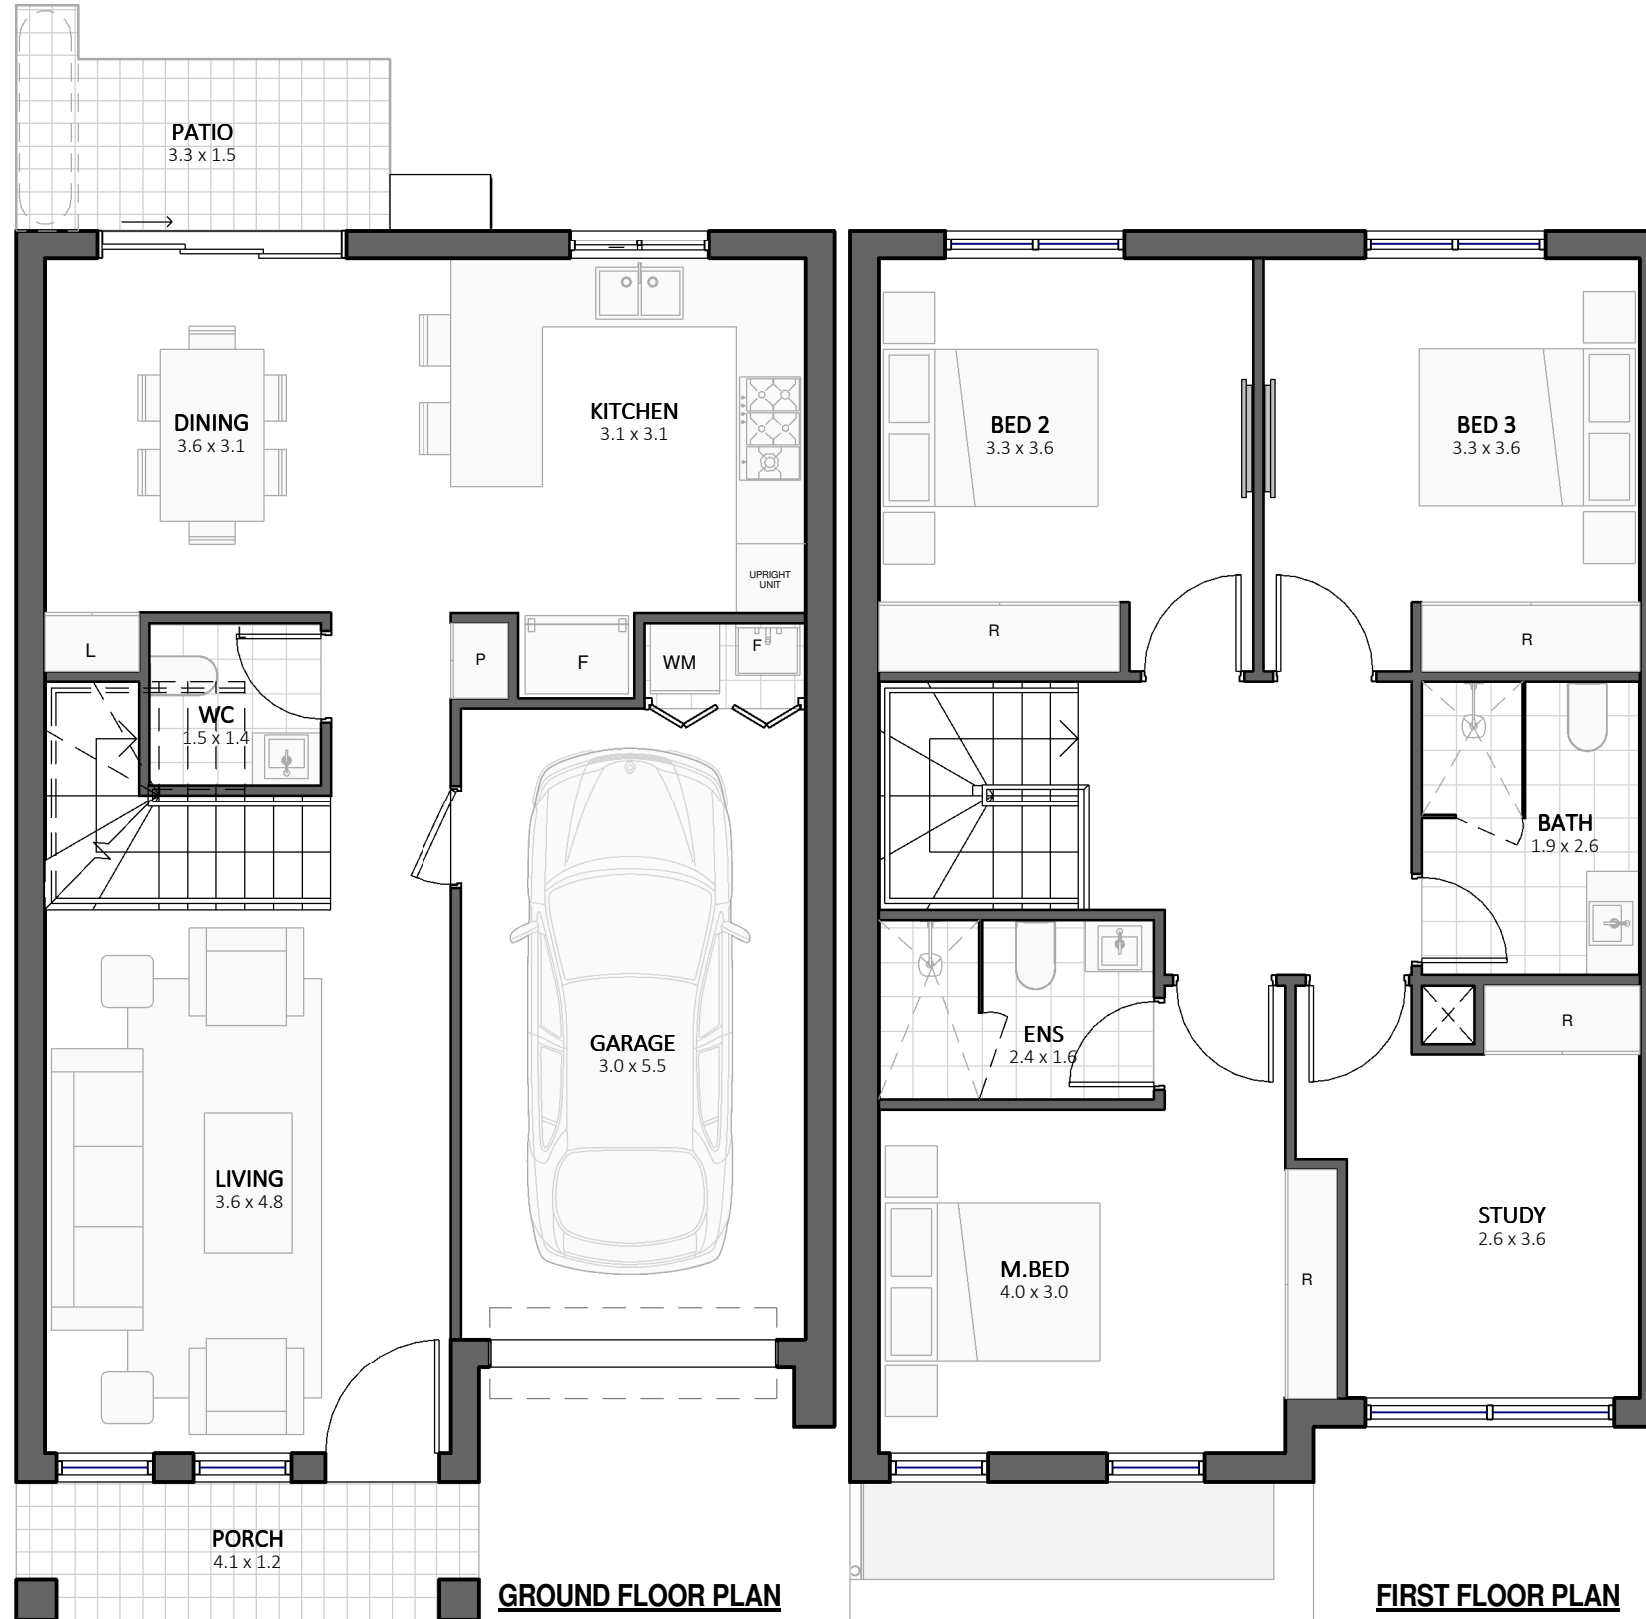 PATIO
3.3 x 1.5
DINING
3.6 x 3.1
KITCHEN
3.1 x 3.1
UPRIGHT
UNIT
L
P
F
WM
F
WC
1.5 x 1.4
GARAGE
3.0 x 5.5
LIVING
3.6 x 4.8
PORCH
4.1 x 1.2
GROUND FLOOR PLAN
BED 2
3.3 x 3.6
BED 3
3.3 x 3.6
R
R
BATH
1.9 x 2.6
ENS
2.4 x 1.6
R
STUDY
2.6 x 3.6
M.BED
4.0 x 3.0
R
FIRST FLOOR PLAN